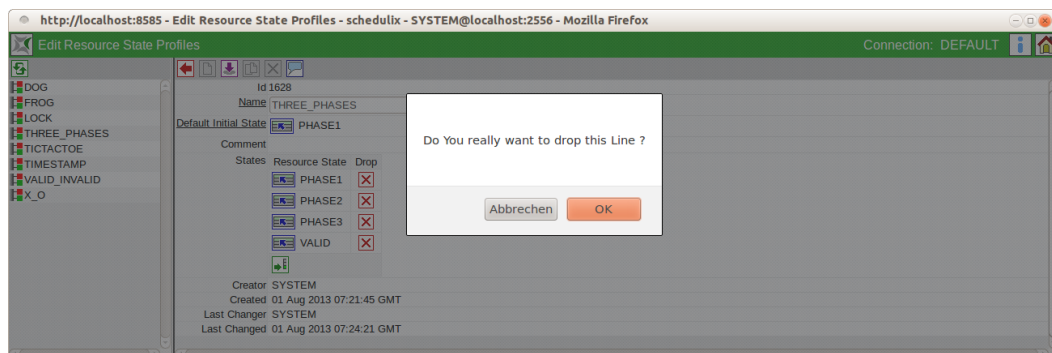 http://localhost:8585 - Edit Resource State Profiles - schedulix - SYSTEM@localhost:2556 - Mozilla Firefox
Edit Resource State Profiles
Connection: DEFAULT
DOG
FROG
LOCK
THREE_PHASES
TICTACTOE
TIMESTAMP
VALID_INVALID
X_O
Id 1628
Name THREE_PHASES
Default Initial State PHASE1
Comment
States Resource State Drop
PHASE1
PHASE2
PHASE3
VALID
Creator SYSTEM
Created 01 Aug 2013 07:21:45 GMT
Last Changer SYSTEM
Last Changed 01 Aug 2013 07:24:21 GMT
Do You really want to drop this Line ?
Abbrechen OK